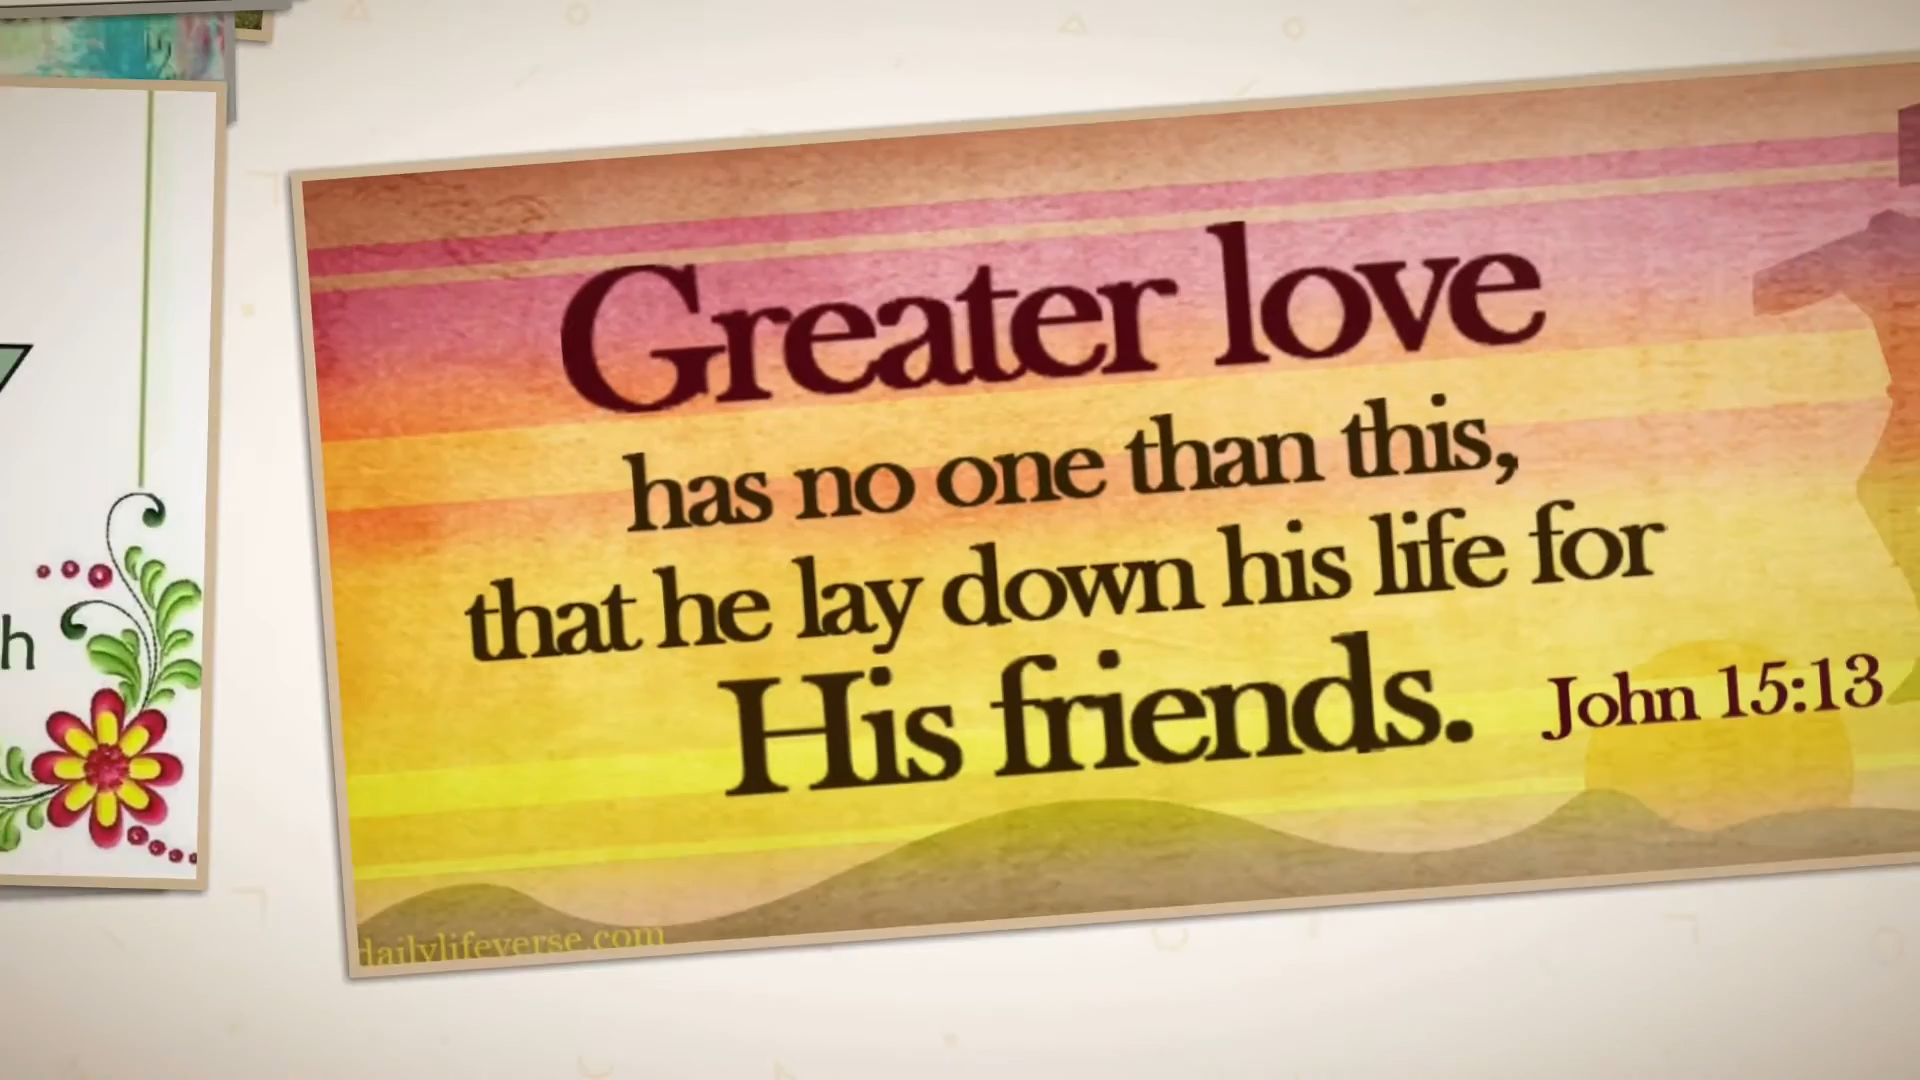 Greater love
has no one than this,
that he lay down his life for
His friends.
John 15:13
dailylifeverse.com
h